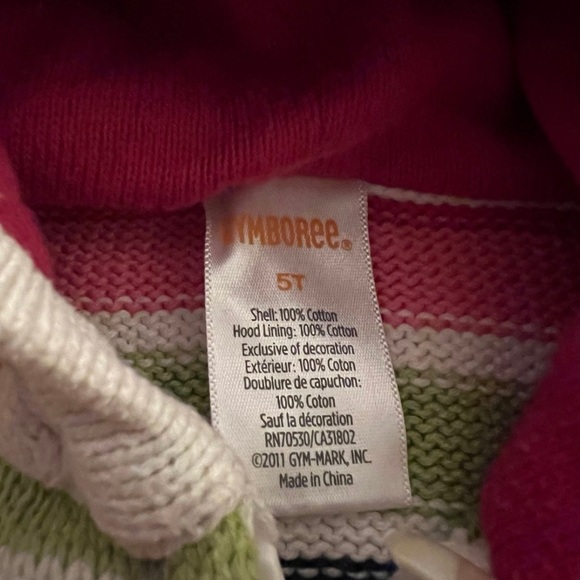 GYMBOREE®
5T
Shell: 100% Cotton
Hood Lining: 100% Cotton
Exclusive of decoration
Extérieur: 100% Coton
Doublure de capuchon:
100% Coton
Sauf la décoration
RN70530/CA31802
©2011 GYM-MARK, INC.
Made in China